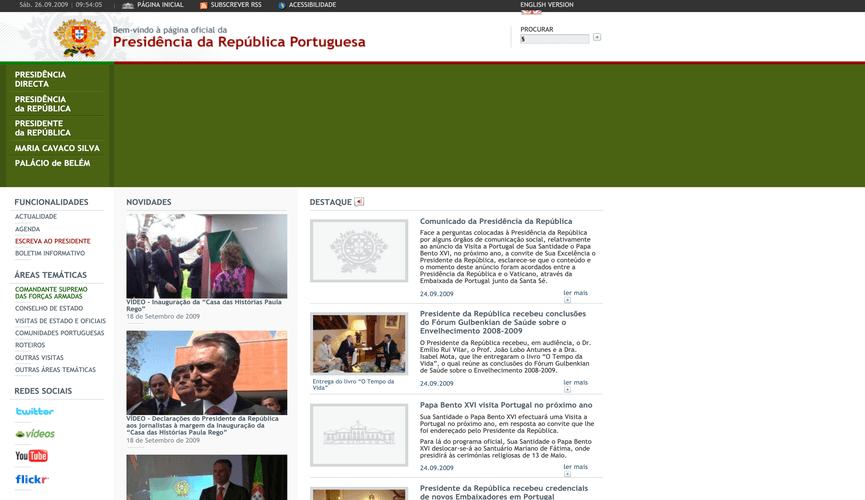 Sáb. 26.09.2009 | 09:54:05 | PÁGINA INICIAL SUBSCREVER RSS ACESSIBILIDADE ENGLISH VERSION
Bem-vindo à página oficial da
Presidência da República Portuguesa
PROCURAR
PRESIDÊNCIA
DIRECTA
PRESIDÊNCIA
da REPÚBLICA
PRESIDENTE
da REPÚBLICA
MARIA CAVACO SILVA
PALÁCIO de BELÉM
FUNCIONALIDADES
ACTUALIDADE
AGENDA
ESCREVA AO PRESIDENTE
BOLETIM INFORMATIVO
ÁREAS TEMÁTICAS
COMANDANTE SUPREMO
DAS FORÇAS ARMADAS
CONSELHO DE ESTADO
VISITAS DE ESTADO E OFICIAIS
COMUNIDADES PORTUGUESAS
ROTEIROS
OUTRAS VISITAS
OUTRAS ÁREAS TEMÁTICAS
REDES SOCIAIS
twitter
vídeos
YouTube
flickr
NOVIDADES
VÍDEO - Inauguração da “Casa das Histórias Paula
Rego”
18 de Setembro de 2009
VÍDEO - Declarações do Presidente da República
aos jornalistas à margem da Inauguração da
“Casa das Histórias Paula Rego”
18 de Setembro de 2009
DESTAQUE
Comunicado da Presidência da República
Face a perguntas colocadas à Presidência da República
por alguns órgãos de comunicação social, relativamente
ao anúncio da Visita a Portugal de Sua Santidade o Papa
Bento XVI, no próximo ano, a convite de Sua Excelência o
Presidente da República, esclarece-se que o conteúdo e
o momento deste anúncio foram acordados entre a
Presidência da República e o Vaticano, através da
Embaixada de Portugal junto da Santa Sé.
24.09.2009 ler mais
Presidente da República recebeu conclusões
do Fórum Gulbenkian de Saúde sobre o
Envelhecimento 2008-2009
O Presidente da República recebeu, em audiência, o Dr.
Emílio Rui Vilar, o Prof. João Lobo Antunes e a Dra.
Isabel Mota, que lhe entregaram o livro “O Tempo da
Vida”, o qual reúne as conclusões do Fórum Gulbenkian
de Saúde sobre o Envelhecimento 2008-2009.
Entrega do livro “O Tempo da
Vida”
24.09.2009 ler mais
Papa Bento XVI visita Portugal no próximo ano
Sua Santidade o Papa Bento XVI efectuará uma Visita a
Portugal no próximo ano, em resposta ao convite que lhe
foi endereçado pelo Presidente da República.
Para lá do programa oficial, Sua Santidade o Papa Bento
XVI deslocar-se-á ao Santuário Mariano de Fátima, onde
presidirá às cerimónias religiosas de 13 de Maio.
24.09.2009 ler mais
Presidente da República recebeu credenciais
de novos Embaixadores em Portugal